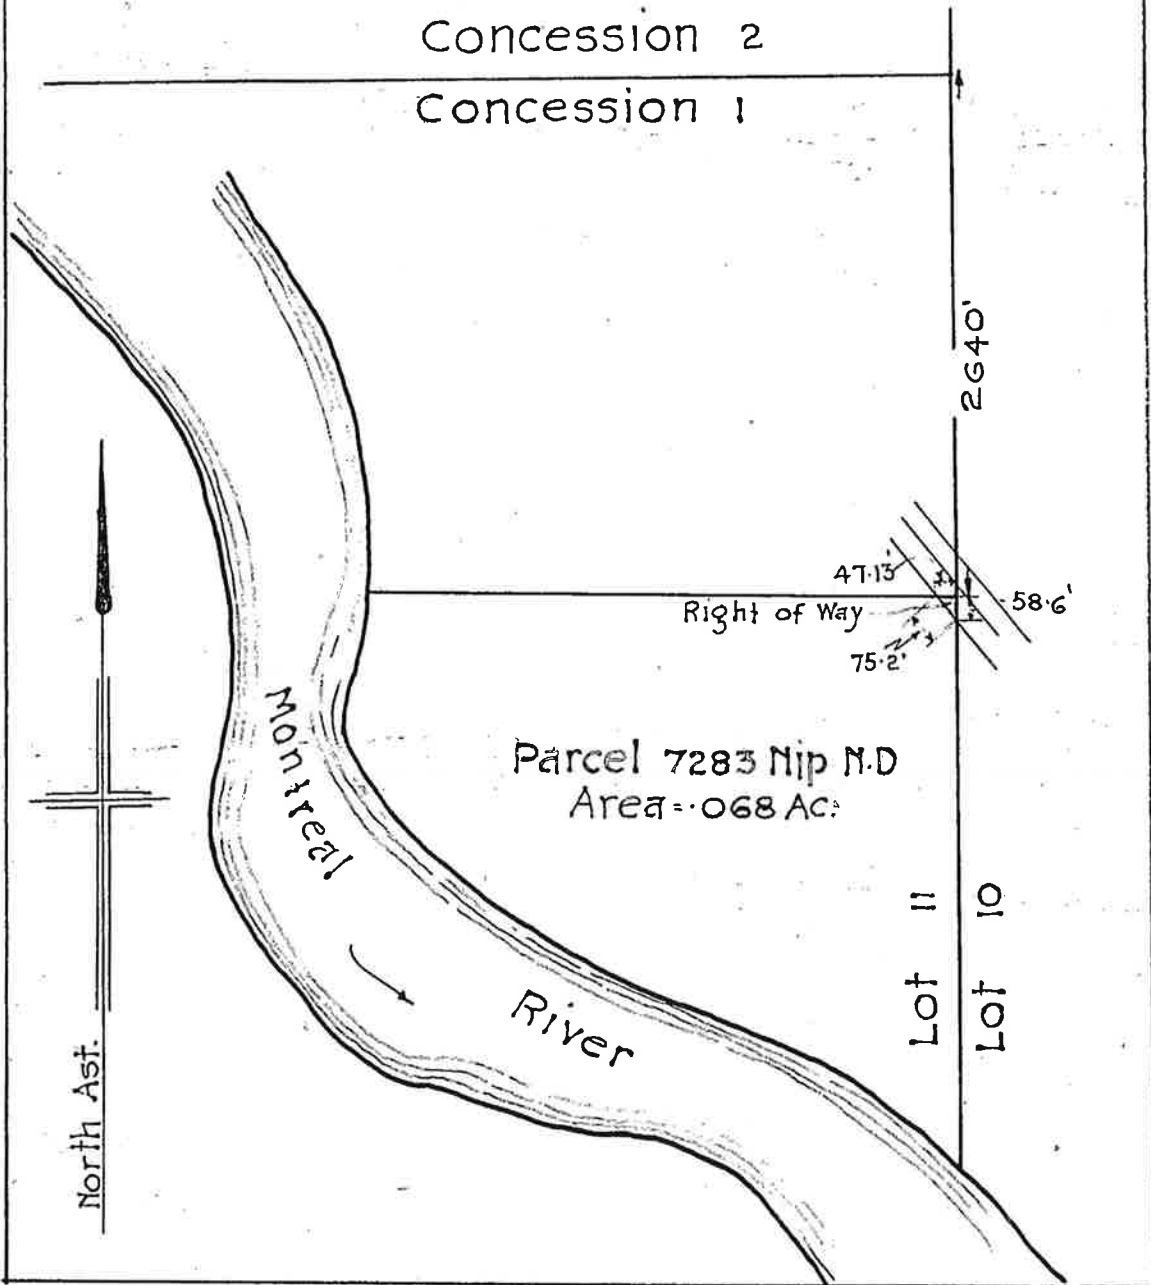 Concession 2
Concession 1
2640'
47.13'
Right of Way
58.6'
75.2'
Montreal
River
Parcel 7283 Nip N.D
Area = .068 Ac.
Lot 11
Lot 10
North Ast.